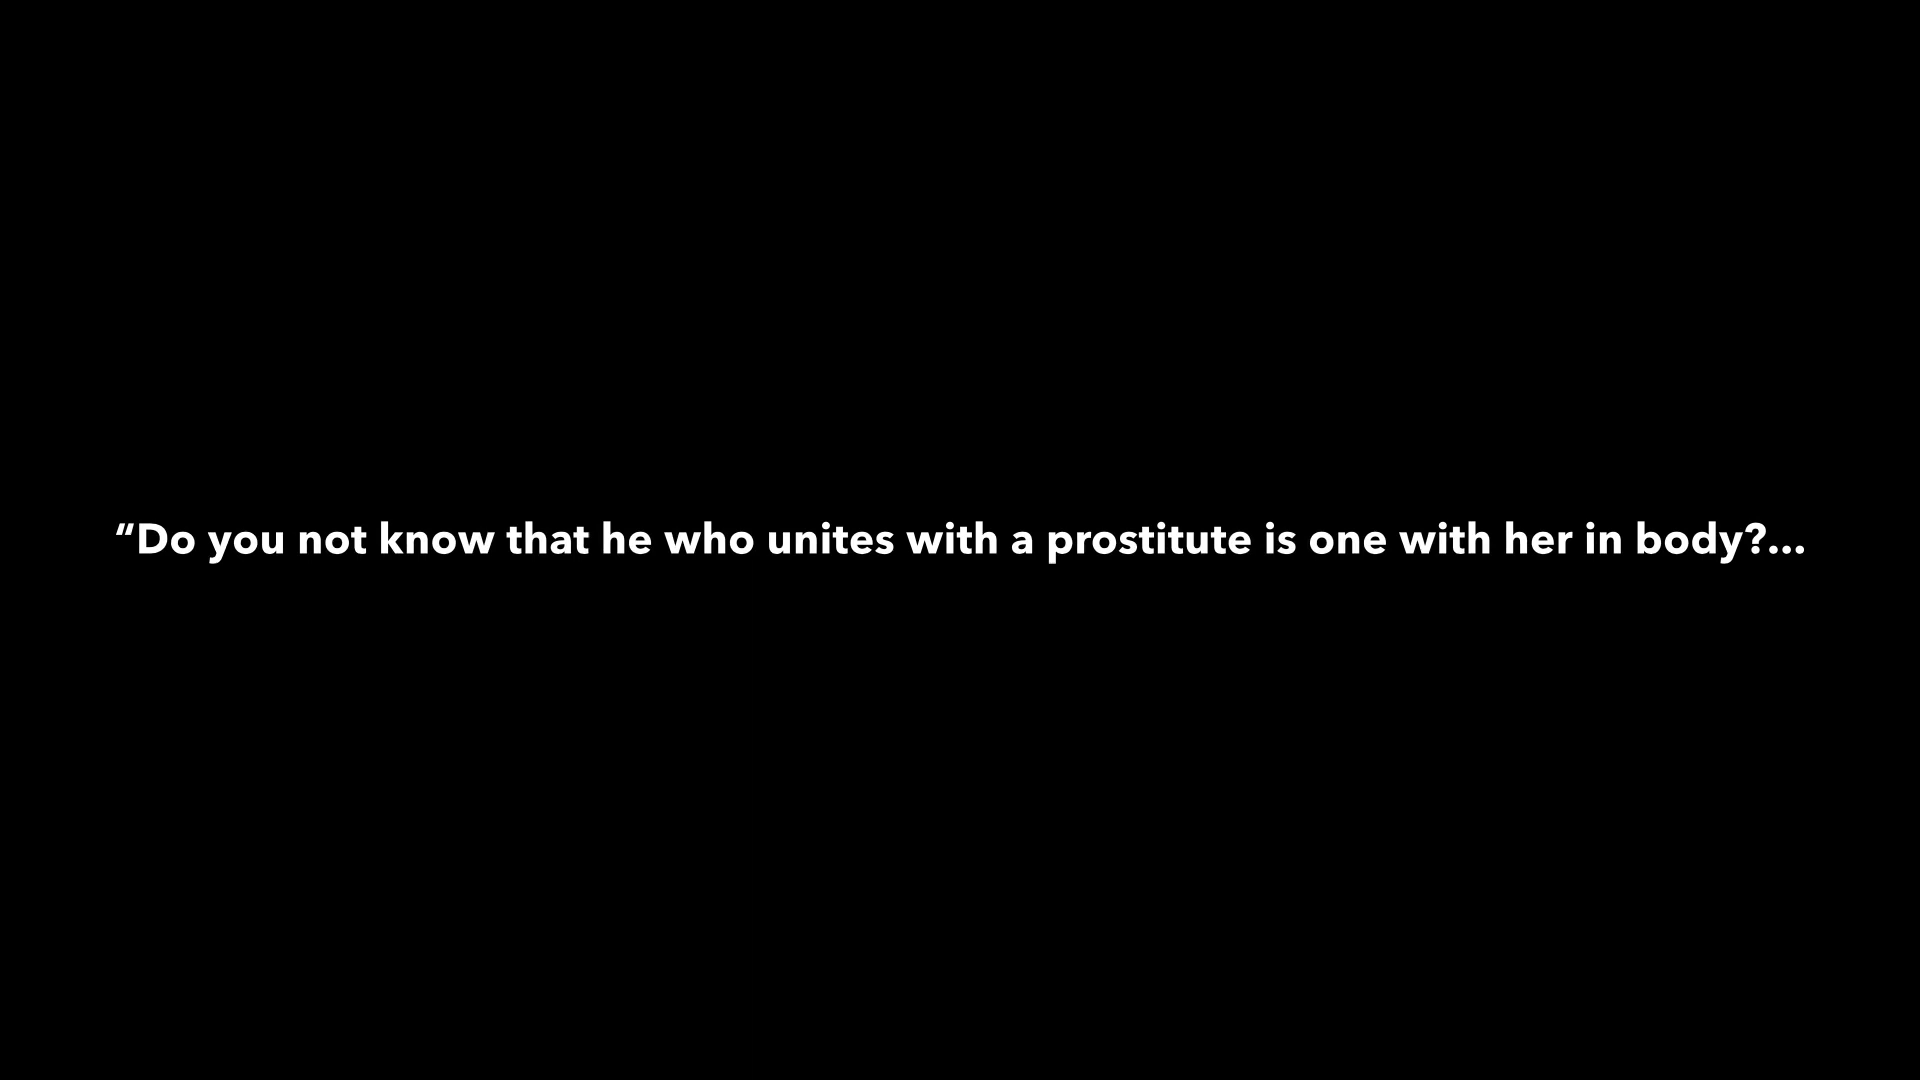 “Do you not know that he who unites with a prostitute is one with her in body?...